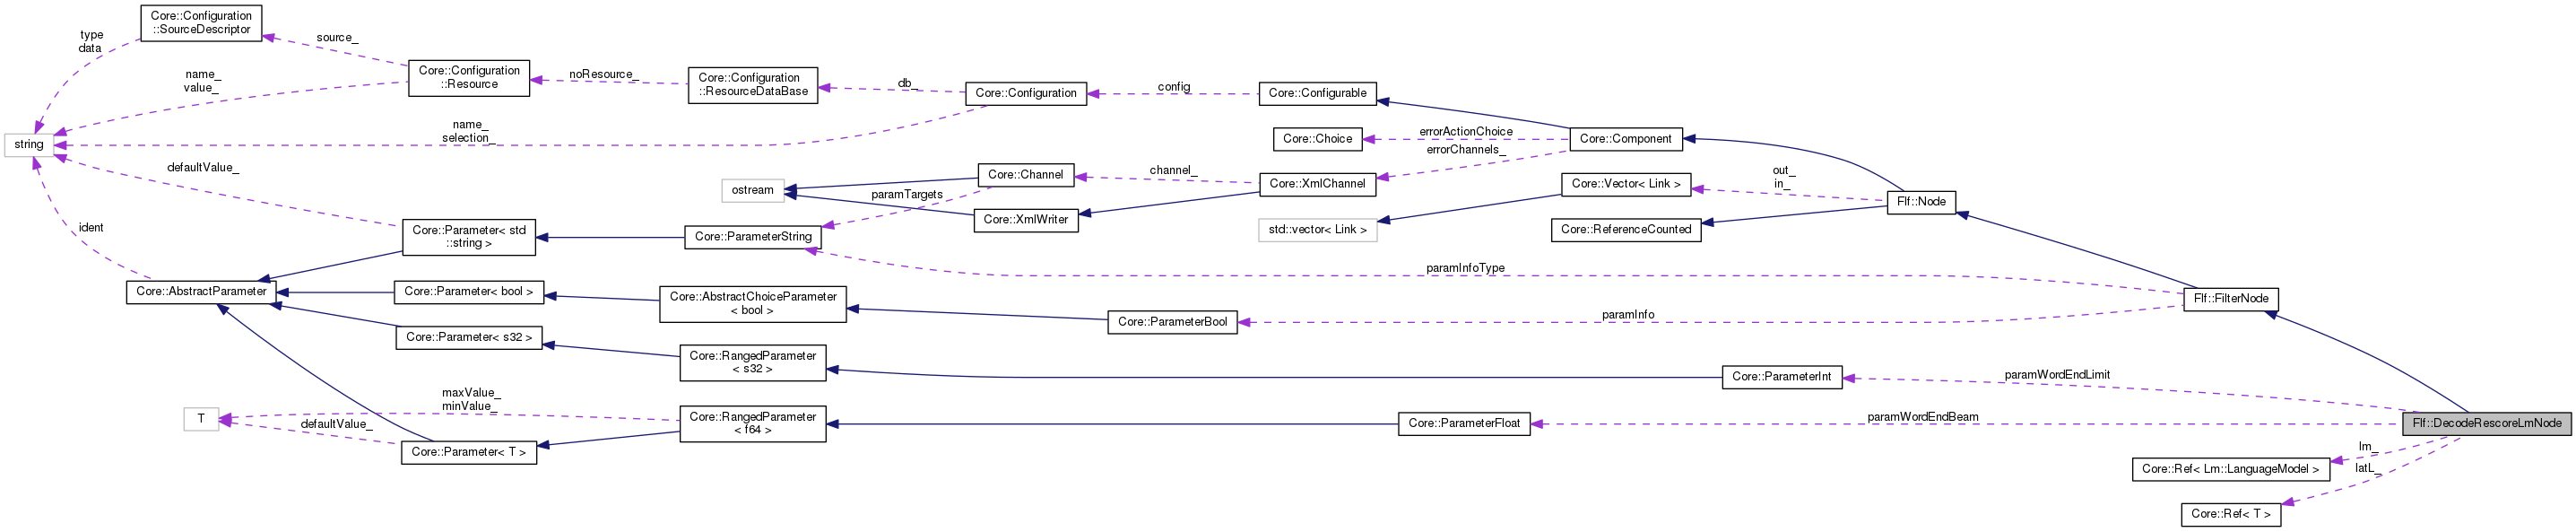 Core::Configuration
::SourceDescriptor
type
data
source_
Core::Configuration
::Resource
name_
value_
noResource_
Core::Configuration
::ResourceDataBase
db_
Core::Configuration
config
Core::Configurable
name_
selection_
string
Core::Choice
errorActionChoice
errorChannels_
Core::Component
defaultValue_
ostream
Core::Channel
channel_
Core::XmlChannel
Core::Vector< Link >
out_
in_
Flf::Node
paramTargets
Core::XmlWriter
std::vector< Link >
Core::ReferenceCounted
ident
Core::Parameter< std
::string >
Core::ParameterString
paramInfoType
Core::AbstractParameter
Core::Parameter< bool >
Core::AbstractChoiceParameter
< bool >
Core::ParameterBool
paramInfo
Flf::FilterNode
Core::Parameter< s32 >
Core::RangedParameter
< s32 >
Core::ParameterInt
paramWordEndLimit
T
maxValue_
minValue_
defaultValue_
Core::Parameter< T >
Core::RangedParameter
< f64 >
Core::ParameterFloat
paramWordEndBeam
Flf::DecodeRescoreLmNode
lm_
Core::Ref< Lm::LanguageModel >
latL_
Core::Ref< T >